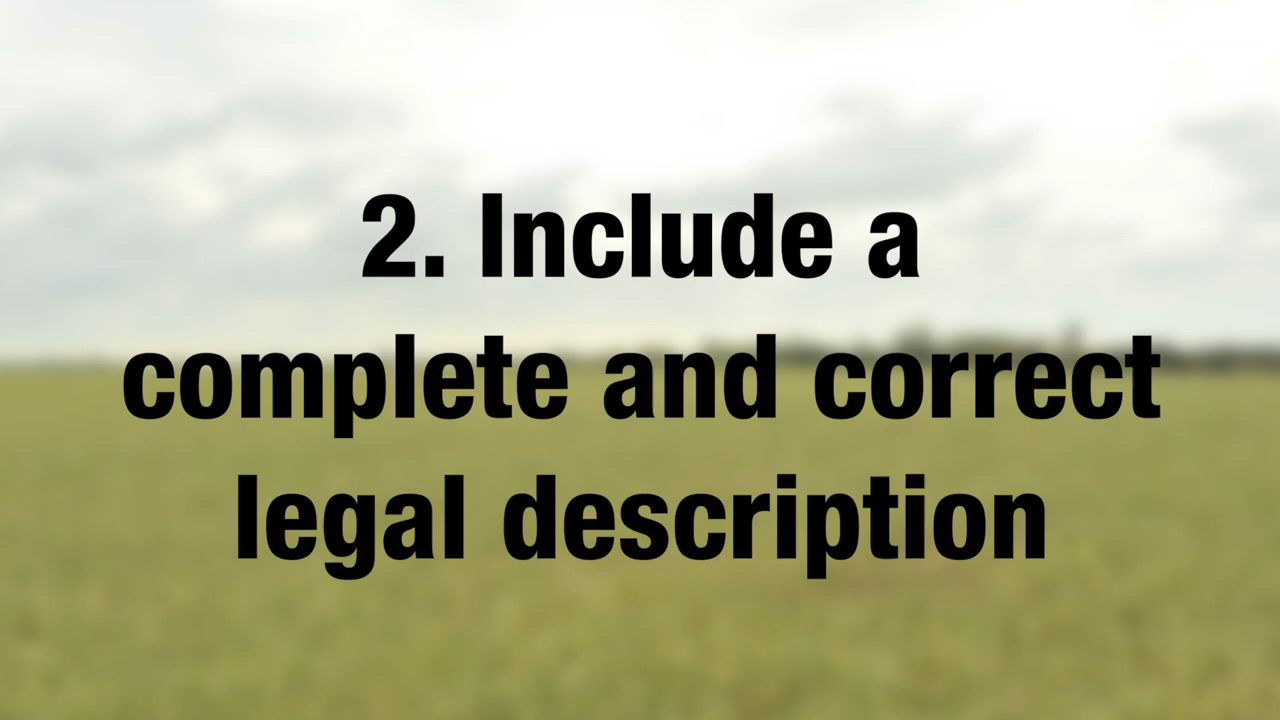 2. Include a
complete and correct
legal description